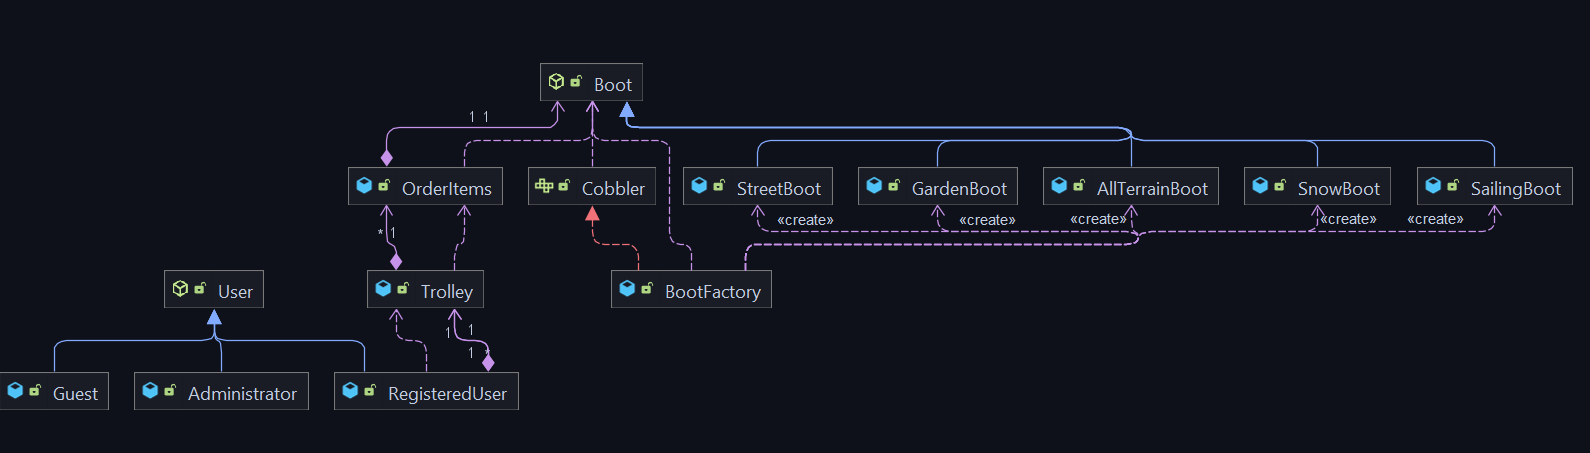 Boot
1 1
OrderItems
Cobbler
StreetBoot
GardenBoot
AllTerrainBoot
SnowBoot
SailingBoot
«create»
«create»
«create»
«create»
«create»
* 1
User
Trolley
BootFactory
1 1
1 *
Guest
Administrator
RegisteredUser